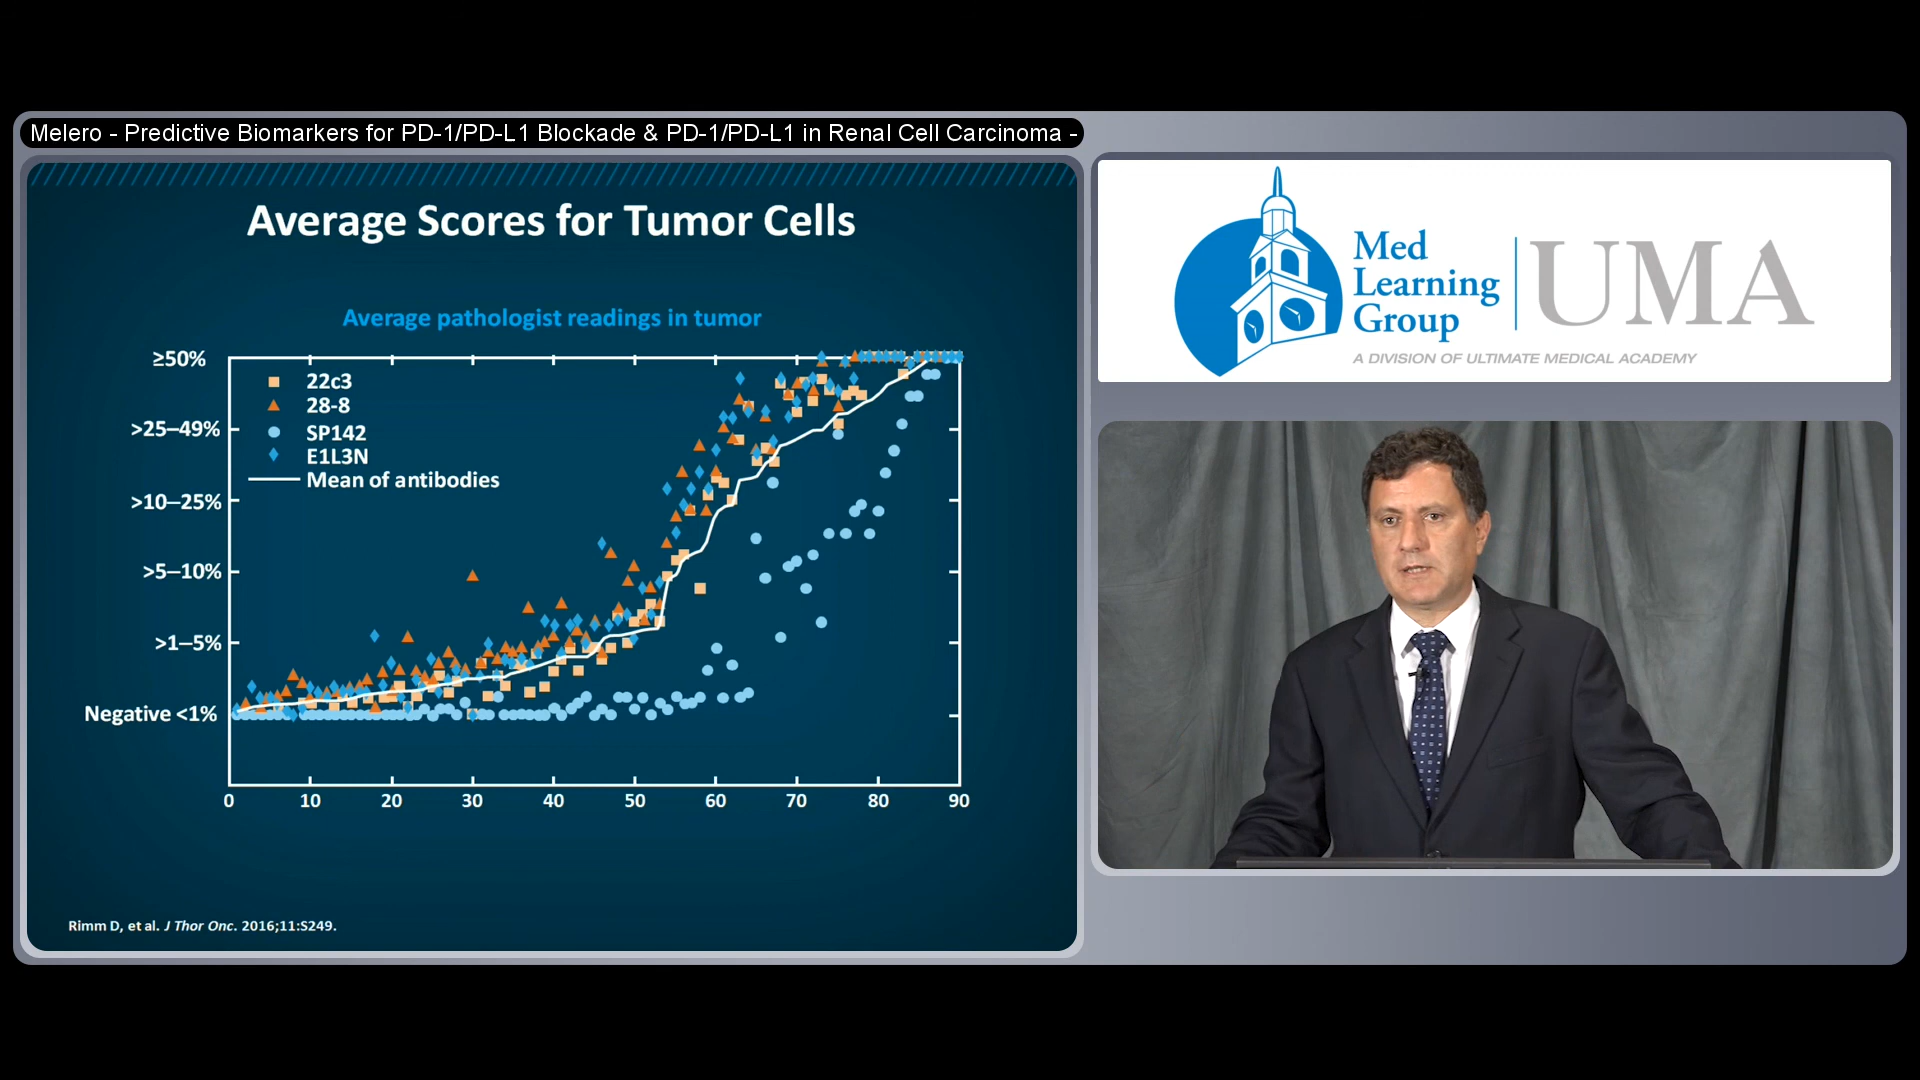 Melero - Predictive Biomarkers for PD-1/PD-L1 Blockade & PD-1/PD-L1 in Renal Cell Carcinoma -
Average Scores for Tumor Cells
Average pathologist readings in tumor
≥50%
>25–49%
>10–25%
>5–10%
>1–5%
Negative <1%
22c3
28-8
SP142
E1L3N
Mean of antibodies
0 10 20 30 40 50 60 70 80 90
Rimm D, et al. J Thor Onc. 2016;11:S249.
Med
Learning
Group
UMA
A DIVISION OF ULTIMATE MEDICAL ACADEMY